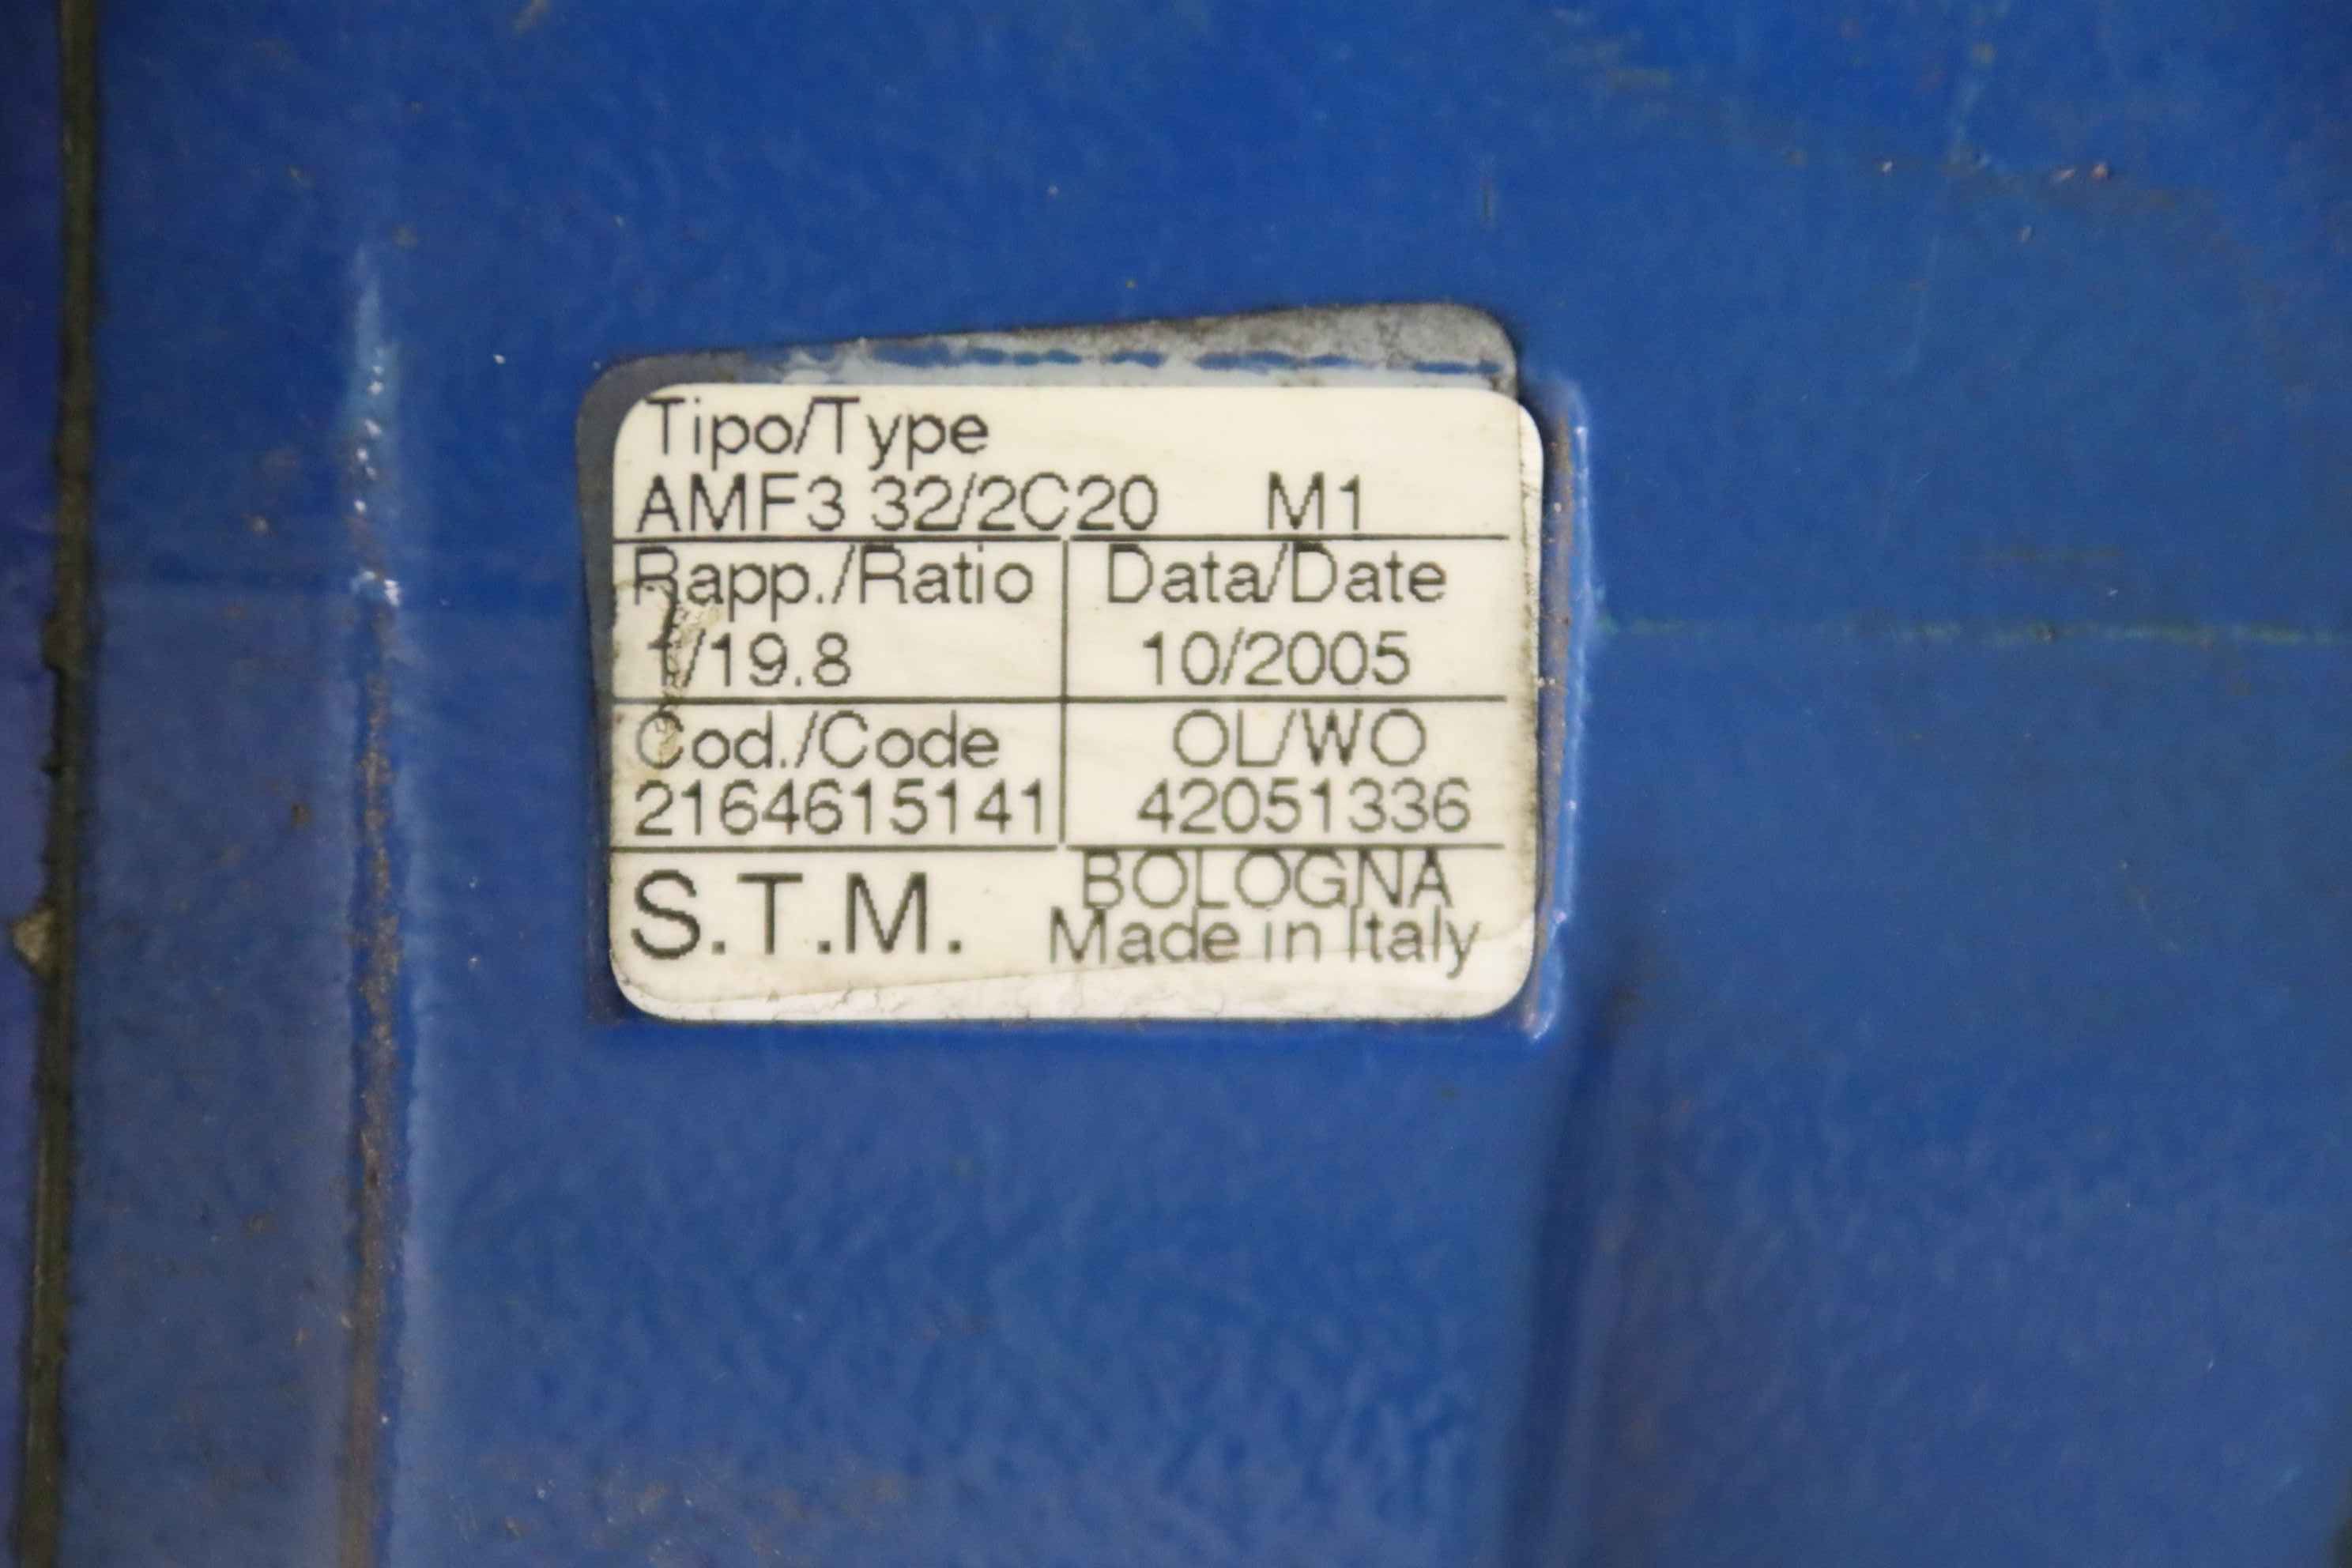 Tipo/Type
AMF3 32/2C20 M1
Rapp./Ratio Data/Date
1/19.8 10/2005
Cod./Code OL/WO
2164615141 42051336
S.T.M. BOLOGNA
Made in Italy